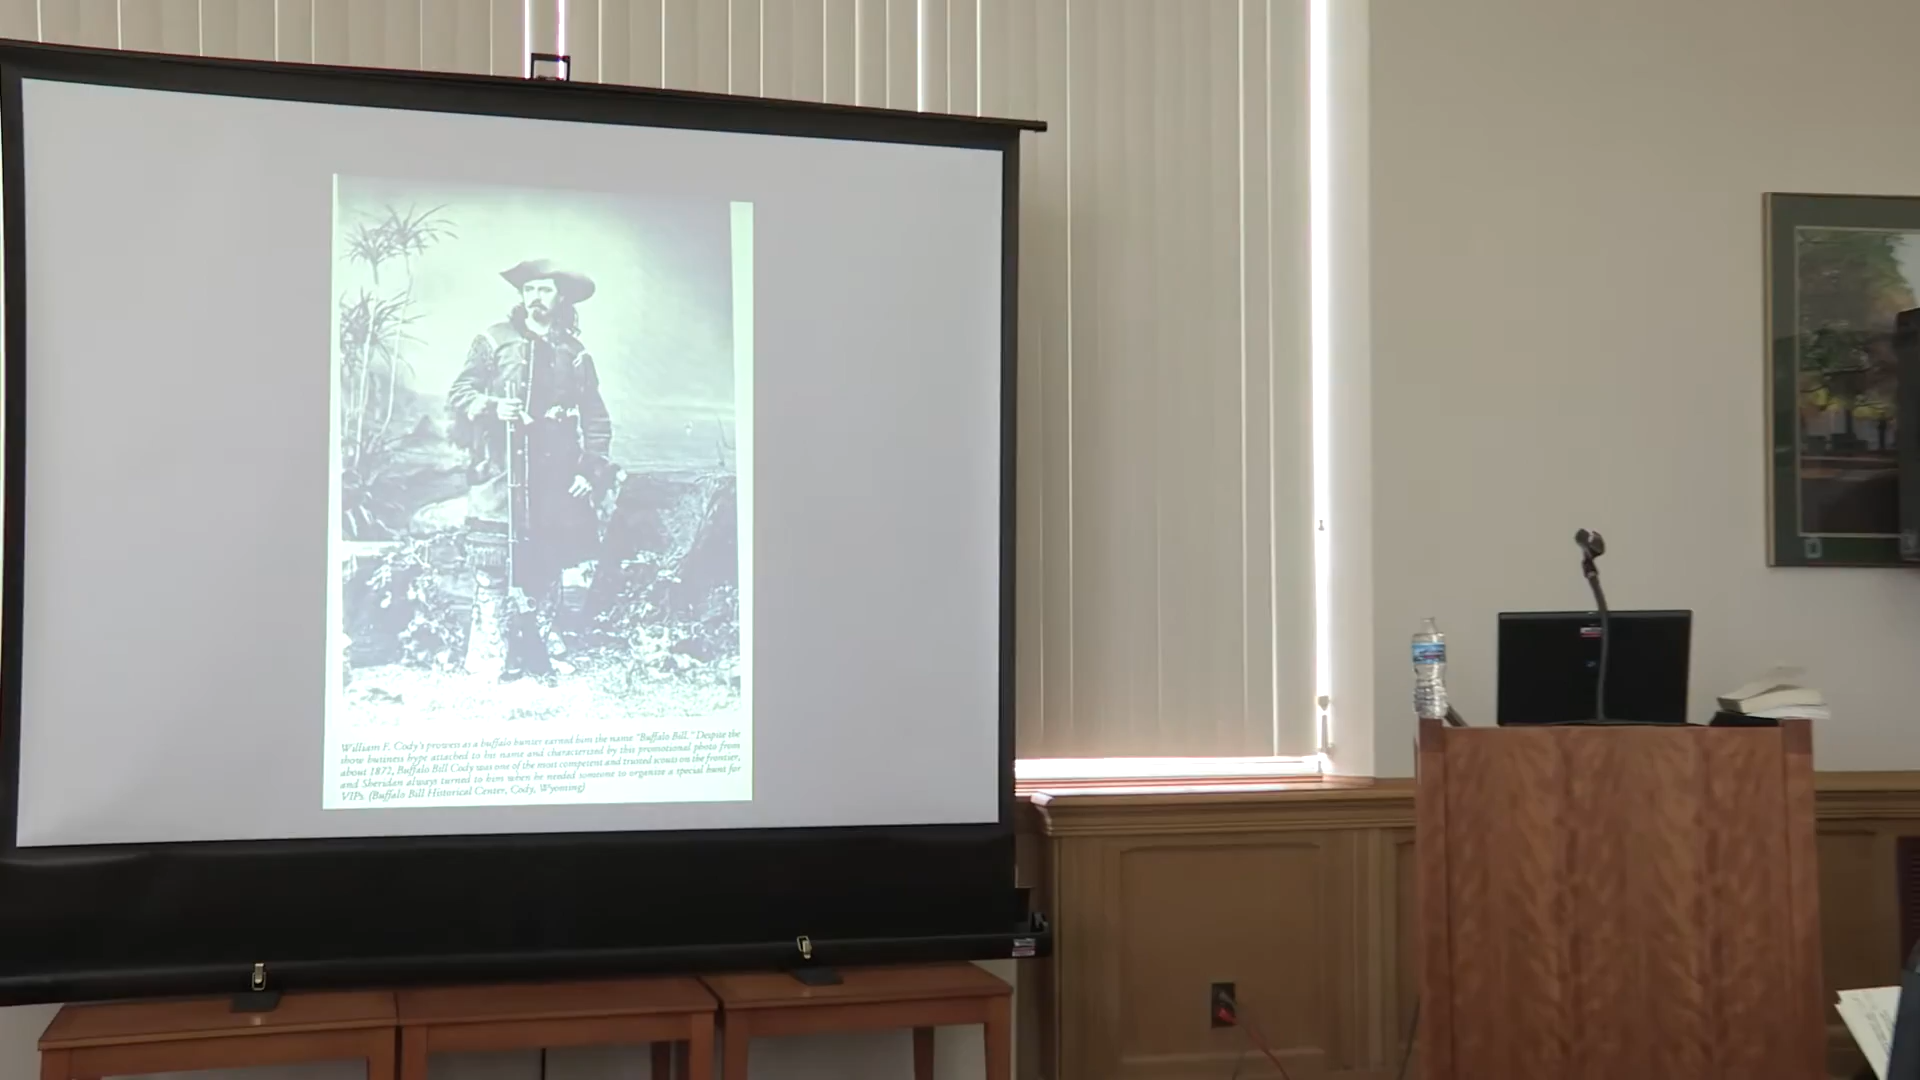 William F. Cody's prowess as a buffalo hunter earned him the name "Buffalo Bill." Despite the
show business hype attached to his name and characterized by this promotional photo from
about 1872, Buffalo Bill Cody was one of the most competent and trusted scouts on the frontier,
and Sheridan always turned to him when he needed someone to organize a special hunt for
VIPs. (Buffalo Bill Historical Center, Cody, Wyoming)